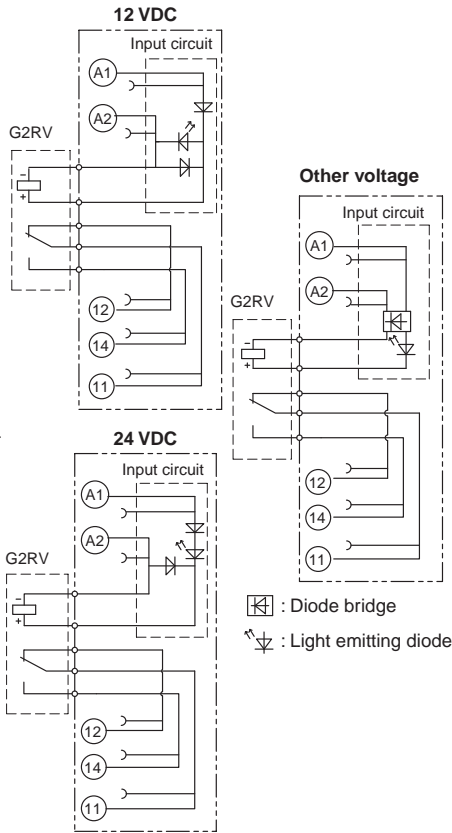 12 VDC
Input circuit
A1
A2
G2RV
−
+
12
14
11
Other voltage
Input circuit
A1
A2
G2RV
−
+
12
14
11
24 VDC
Input circuit
A1
A2
G2RV
−
+
12
14
11
: Diode bridge
: Light emitting diode